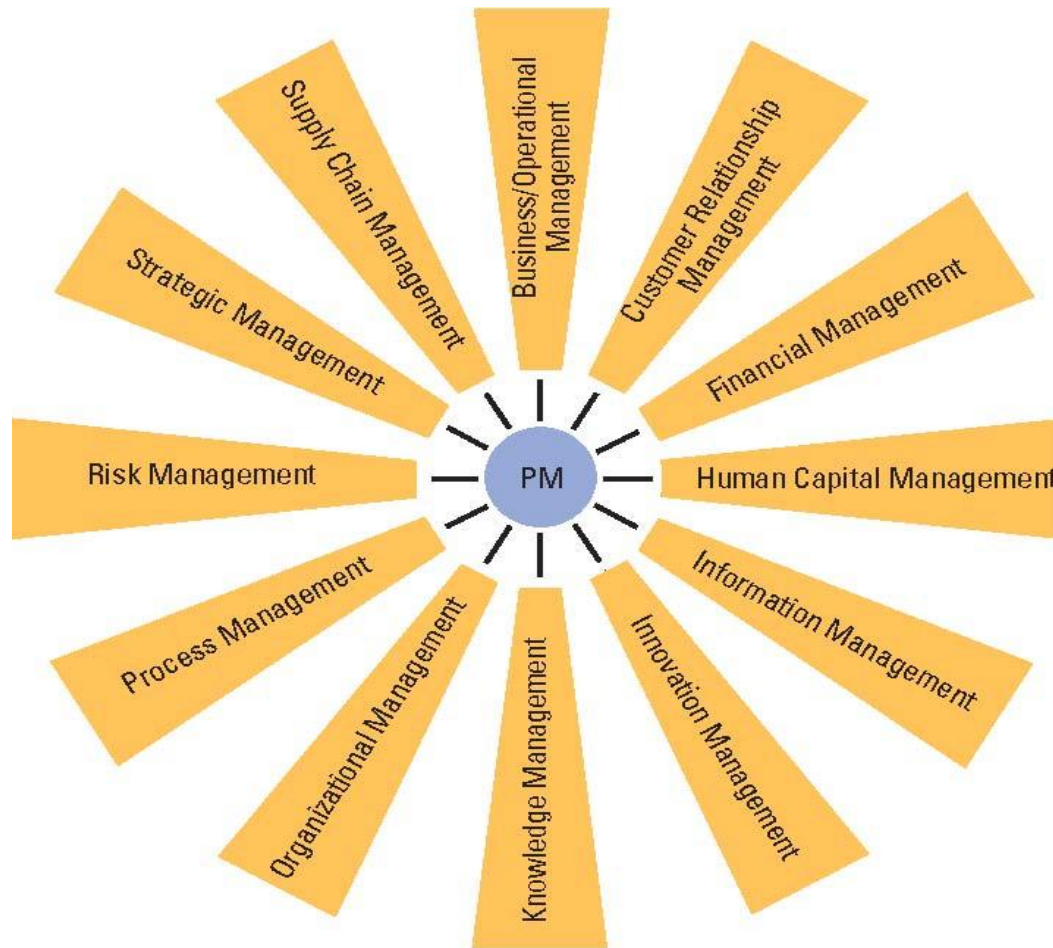 Business/Operational
Management
Customer Relationship
Management
Financial Management
Human Capital Management
Information Management
Innovation Management
Knowledge Management
Organizational Management
Process Management
Risk Management
Strategic Management
Supply Chain Management
PM